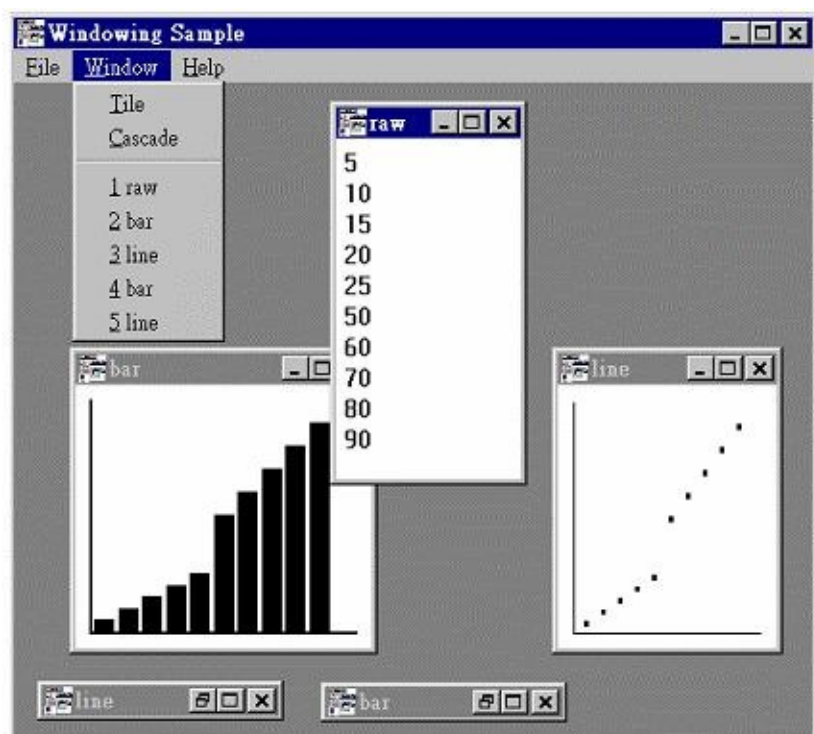 Windowing Sample
File Window Help
Tile
Cascade
1 raw
2 bar
3 line
4 bar
5 line
raw
5
10
15
20
25
50
60
70
80
90
bar
line
line
bar